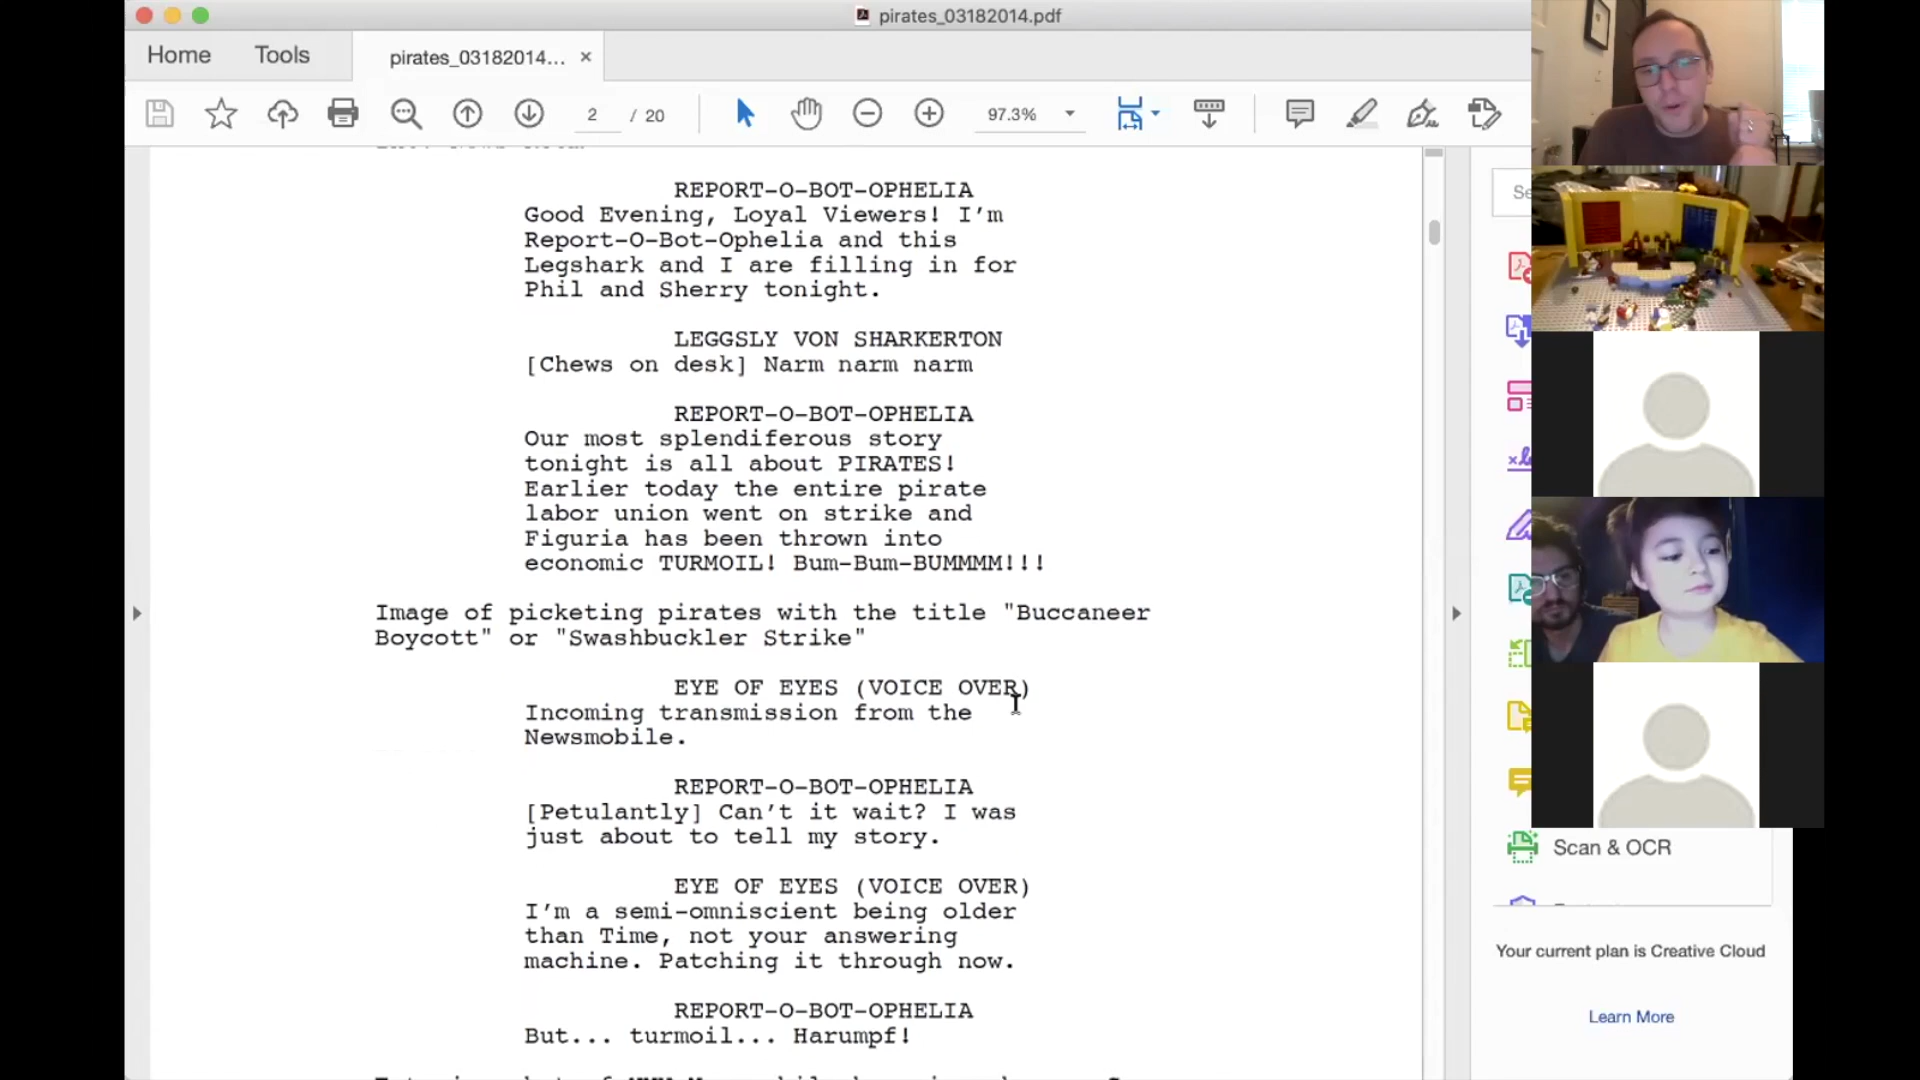 pirates_03182014.pdf
Home
Tools
pirates_03182014...
2 / 20
97.3%
REPORT-O-BOT-OPHELIA
Good Evening, Loyal Viewers! I’m
Report-O-Bot-Ophelia and this
Legshark and I are filling in for
Phil and Sherry tonight.
LEGGSLY VON SHARKERTON
[Chews on desk] Narm narm narm
REPORT-O-BOT-OPHELIA
Our most splendiferous story
tonight is all about PIRATES!
Earlier today the entire pirate
labor union went on strike and
Figuria has been thrown into
economic TURMOIL! Bum-Bum-BUMMMM!!!
Image of picketing pirates with the title "Buccaneer
Boycott" or "Swashbuckler Strike"
EYE OF EYES (VOICE OVER)
Incoming transmission from the
Newsmobile.
REPORT-O-BOT-OPHELIA
[Petulantly] Can’t it wait? I was
just about to tell my story.
EYE OF EYES (VOICE OVER)
I’m a semi-omniscient being older
than Time, not your answering
machine. Patching it through now.
REPORT-O-BOT-OPHELIA
But... turmoil... Harumpf!
Se
Scan & OCR
Your current plan is Creative Cloud
Learn More